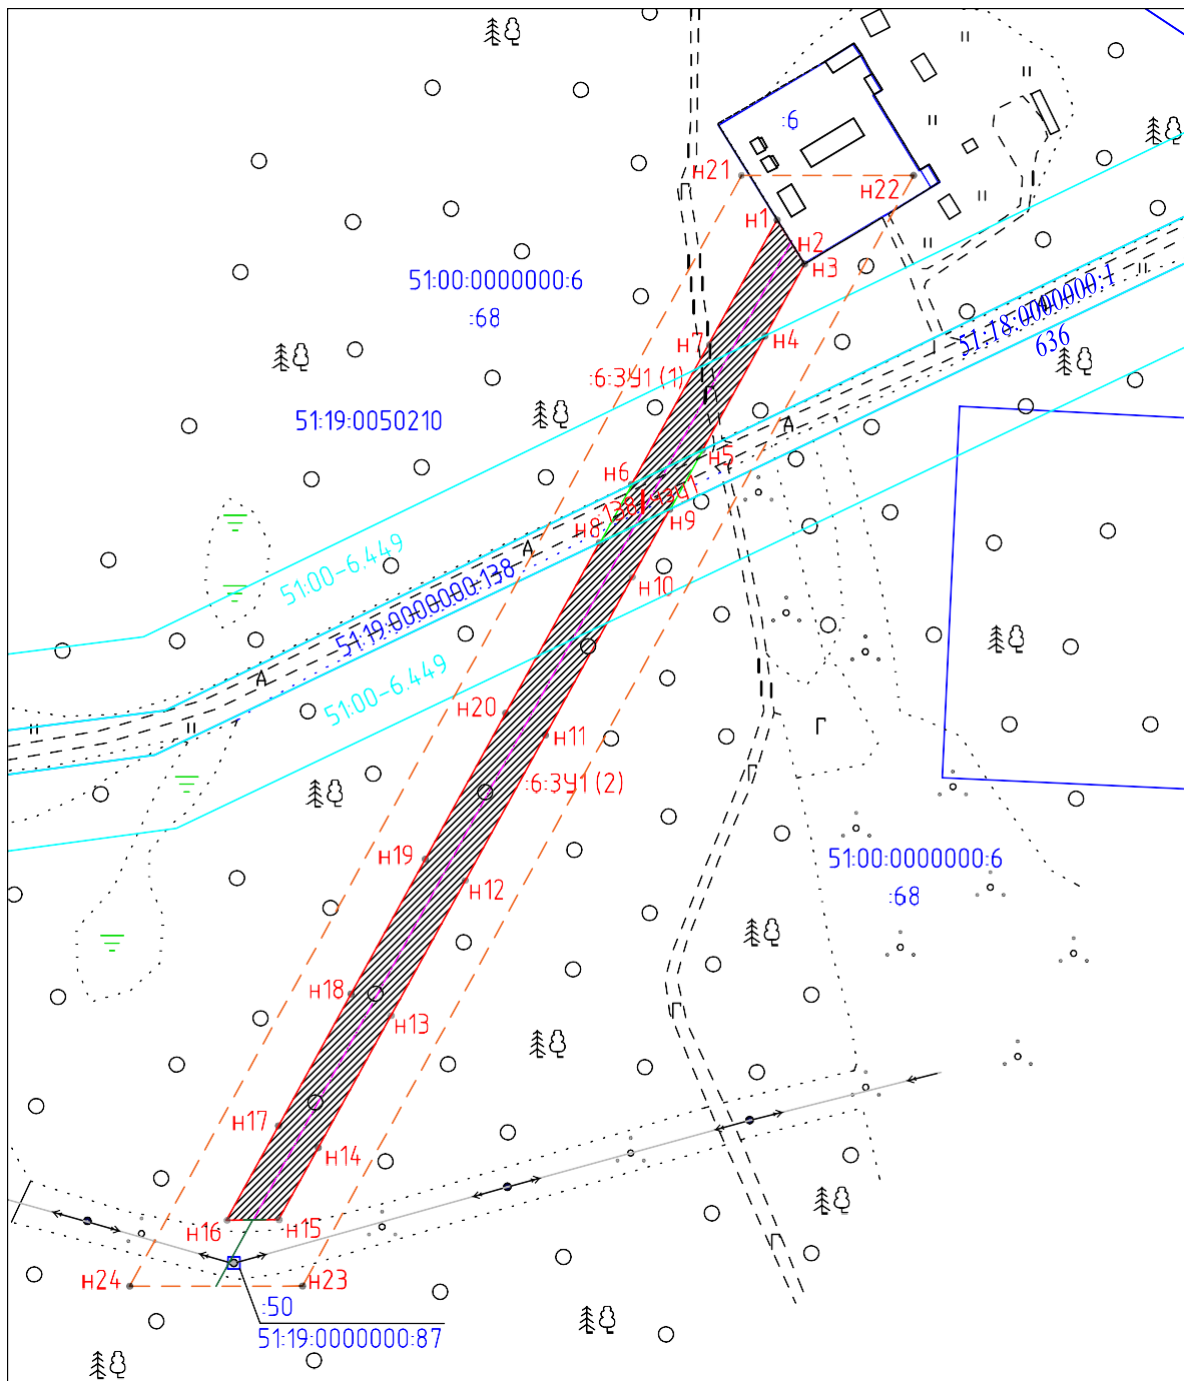 :6
н21
н22
н1
н2
н3
51:00:0000000:6
:68
51:18:0000000:1
636
н7
н4
:6:ЗУ1 (1)
51:19:0050210
А
н5
н6
н8
н9
А
51:00-6.449
51:19:0000000:138
н10
51:00-6.449
А
н20
н11
Г
Г
:6:ЗУ1 (2)
51:00:0000000:6
:68
н19
н12
н18
н13
Г
н17
н14
н16
н15
Г
н24
н23
:50
51:19:0000000:87